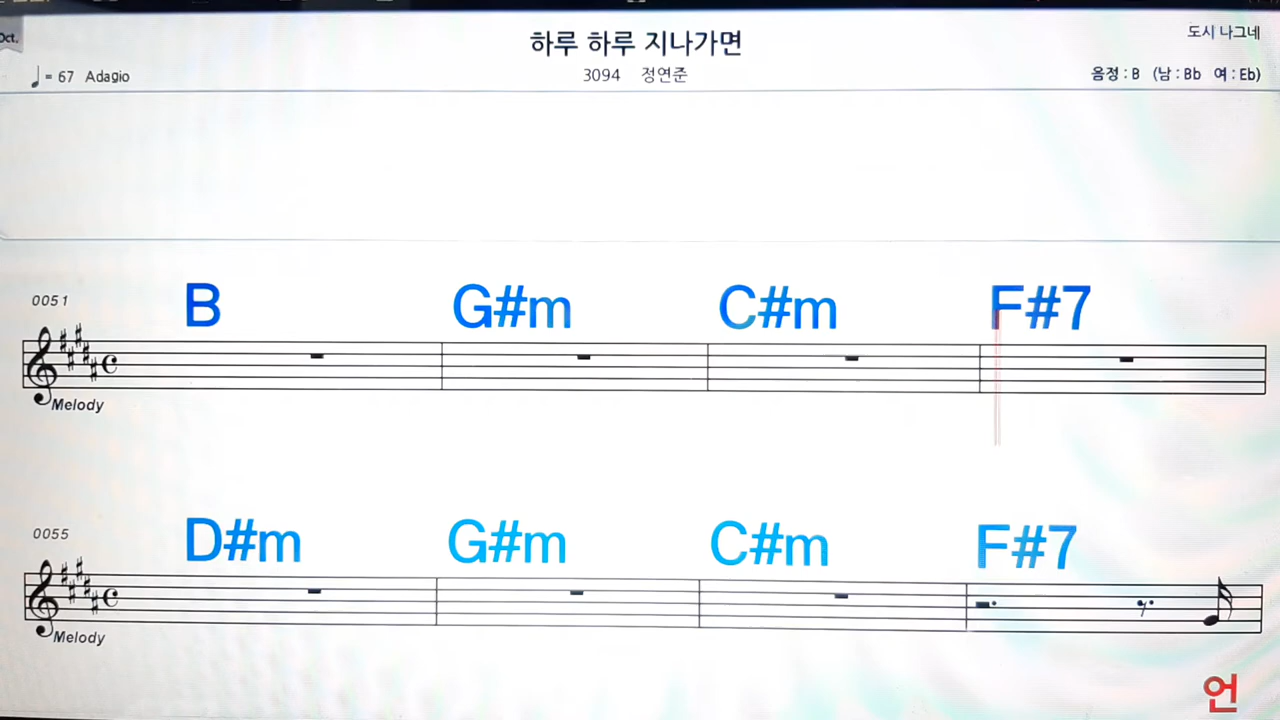 Oct.
하루 하루 지나가면
도시 나그네
= 67 Adagio
3094 정연준
음정 : B (남 : Bb 여 : Eb)
0051
B G#m C#m F#7
Melody
0055
D#m G#m C#m F#7
Melody
언